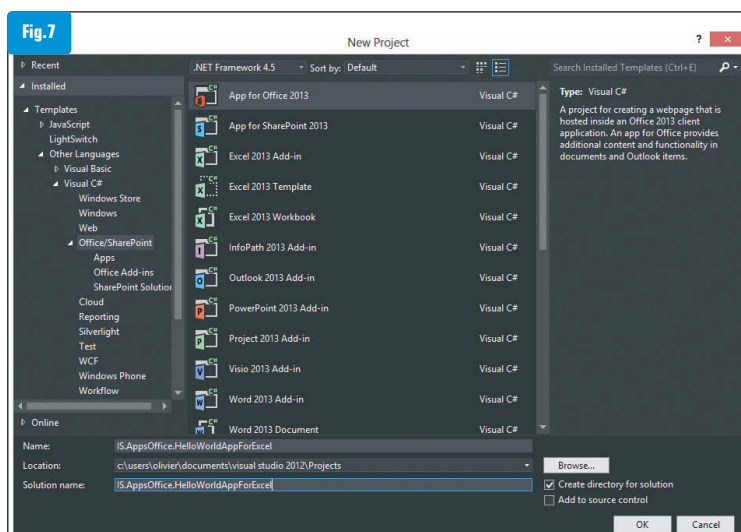 Fig.7
New Project
?
Recent
Installed
Templates
JavaScript
LightSwitch
Other Languages
Visual Basic
Visual C#
Windows Store
Windows
Web
Office/SharePoint
Apps
Office Add-ins
SharePoint Solution
Cloud
Reporting
Silverlight
Test
WCF
Windows Phone
Workflow
Online
.NET Framework 4.5 Sort by: Default
App for Office 2013 Visual C#
App for SharePoint 2013 Visual C#
Excel 2013 Add-in Visual C#
Excel 2013 Template Visual C#
Excel 2013 Workbook Visual C#
InfoPath 2013 Add-in Visual C#
Outlook 2013 Add-in Visual C#
PowerPoint 2013 Add-in Visual C#
Project 2013 Add-in Visual C#
Visio 2013 Add-in Visual C#
Word 2013 Add-in Visual C#
Word 2013 Document Visual C#
Search Installed Templates (Ctrl+E)
Type: Visual C#
A project for creating a webpage that is
hosted inside an Office 2013 client
application. An app for Office provides
additional content and functionality in
documents and Outlook items.
Name: IS.AppsOffice.HelloWorldAppForExcel
Location: c:\users\olivier\documents\visual studio 2012\Projects
Browse...
Solution name: IS.AppsOffice.HelloWorldAppForExcel
Create directory for solution
Add to source control
OK Cancel